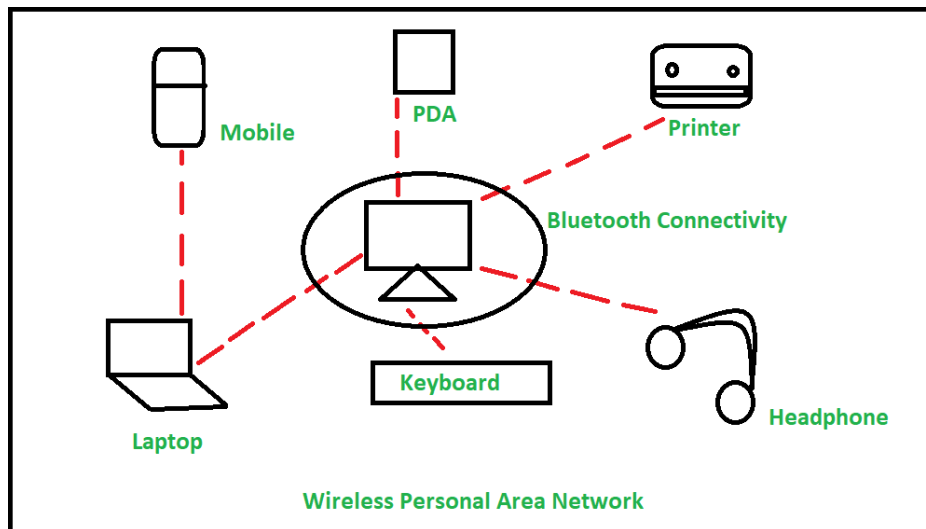 PDA
Mobile
Printer
Bluetooth Connectivity
Keyboard
Headphone
Laptop
Wireless Personal Area Network